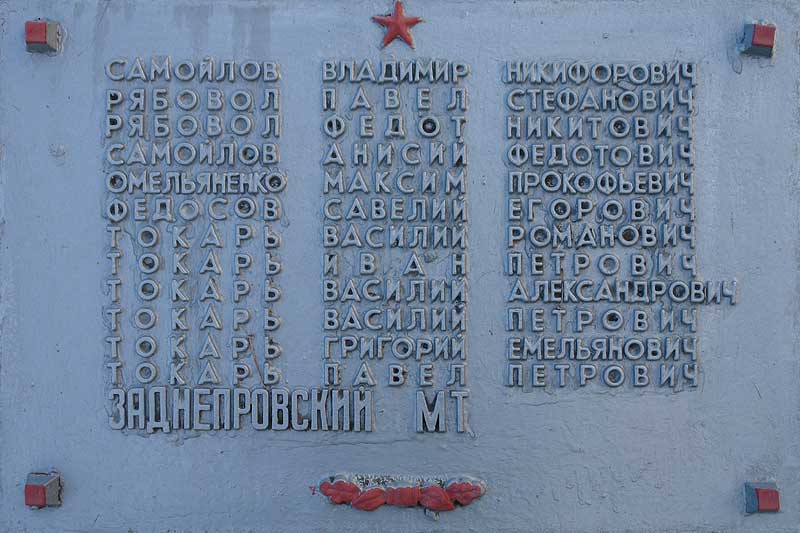 САМОЙЛОВ ВЛАДИМИР НИКИФОРОВИЧ
РЯБОВОЛ ПАВЕЛ СТЕФАНОВИЧ
РЯБОВОЛ ФЕДОТ НИКИТОВИЧ
САМОЙЛОВ АНИСИЙ ФЕДОТОВИЧ
ОМЕЛЬЯНЕНКО МАКСИМ ПРОКОФЬЕВИЧ
ФЕДОСОВ САВЕЛИЙ ЕГОРОВИЧ
ТОКАРЬ ВАСИЛИЙ РОМАНОВИЧ
ТОКАРЬ ИВАН ПЕТРОВИЧ
ТОКАРЬ ВАСИЛИЙ АЛЕКСАНДРОВИЧ
ТОКАРЬ ВАСИЛИЙ ПЕТРОВИЧ
ТОКАРЬ ГРИГОРИЙ ЕМЕЛЬЯНОВИЧ
ТОКАРЬ ПАВЕЛ ПЕТРОВИЧ
ЗАДНЕПРОВСКИЙ МТ